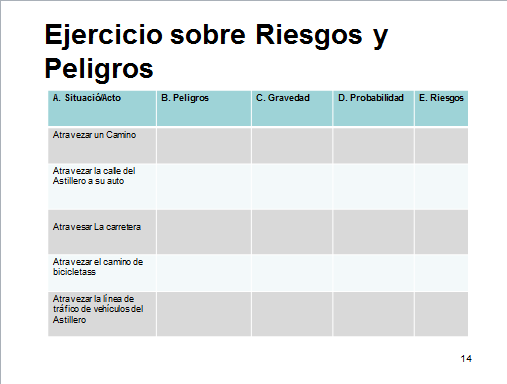 Ejercicio sobre Riesgos y
Peligros
A. Situació/Acto
B. Peligros
C. Gravedad
D. Probabilidad
E. Riesgos
Atravezar un Camino
Atravezar la calle del
Astillero a su auto
Atravesar La carretera
Atravezar el camino de
bicicletass
Atravezar la línea de
tráfico de vehículos del
Astillero
14